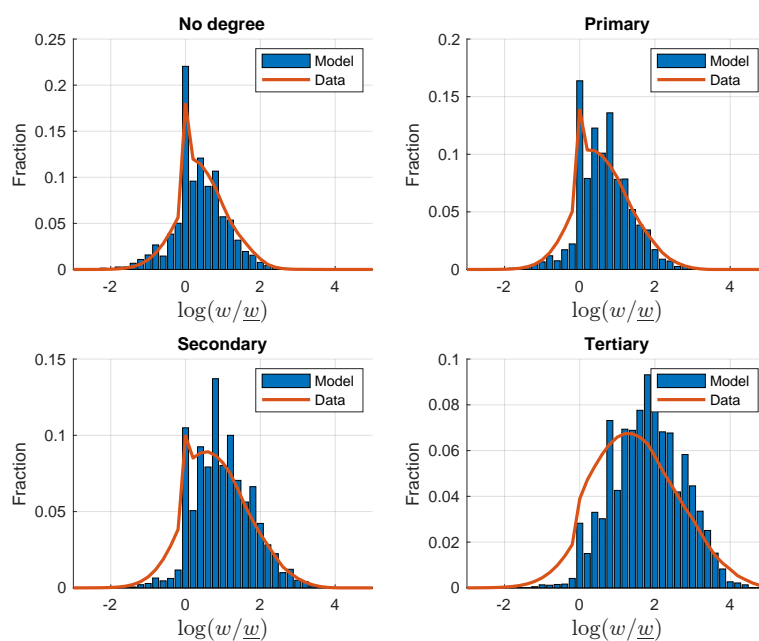 No degree
0.25
0.2
0.15
0.1
0.05
0
Fraction
Model
Data
-2
0
2
4
log(w/w)
Primary
0.2
0.15
0.1
0.05
0
Fraction
Model
Data
-2
0
2
4
log(w/w)
Secondary
0.15
0.1
0.05
0
Fraction
Model
Data
-2
0
2
4
log(w/w)
Tertiary
0.1
0.08
0.06
0.04
0.02
0
Fraction
Model
Data
-2
0
2
4
log(w/w)